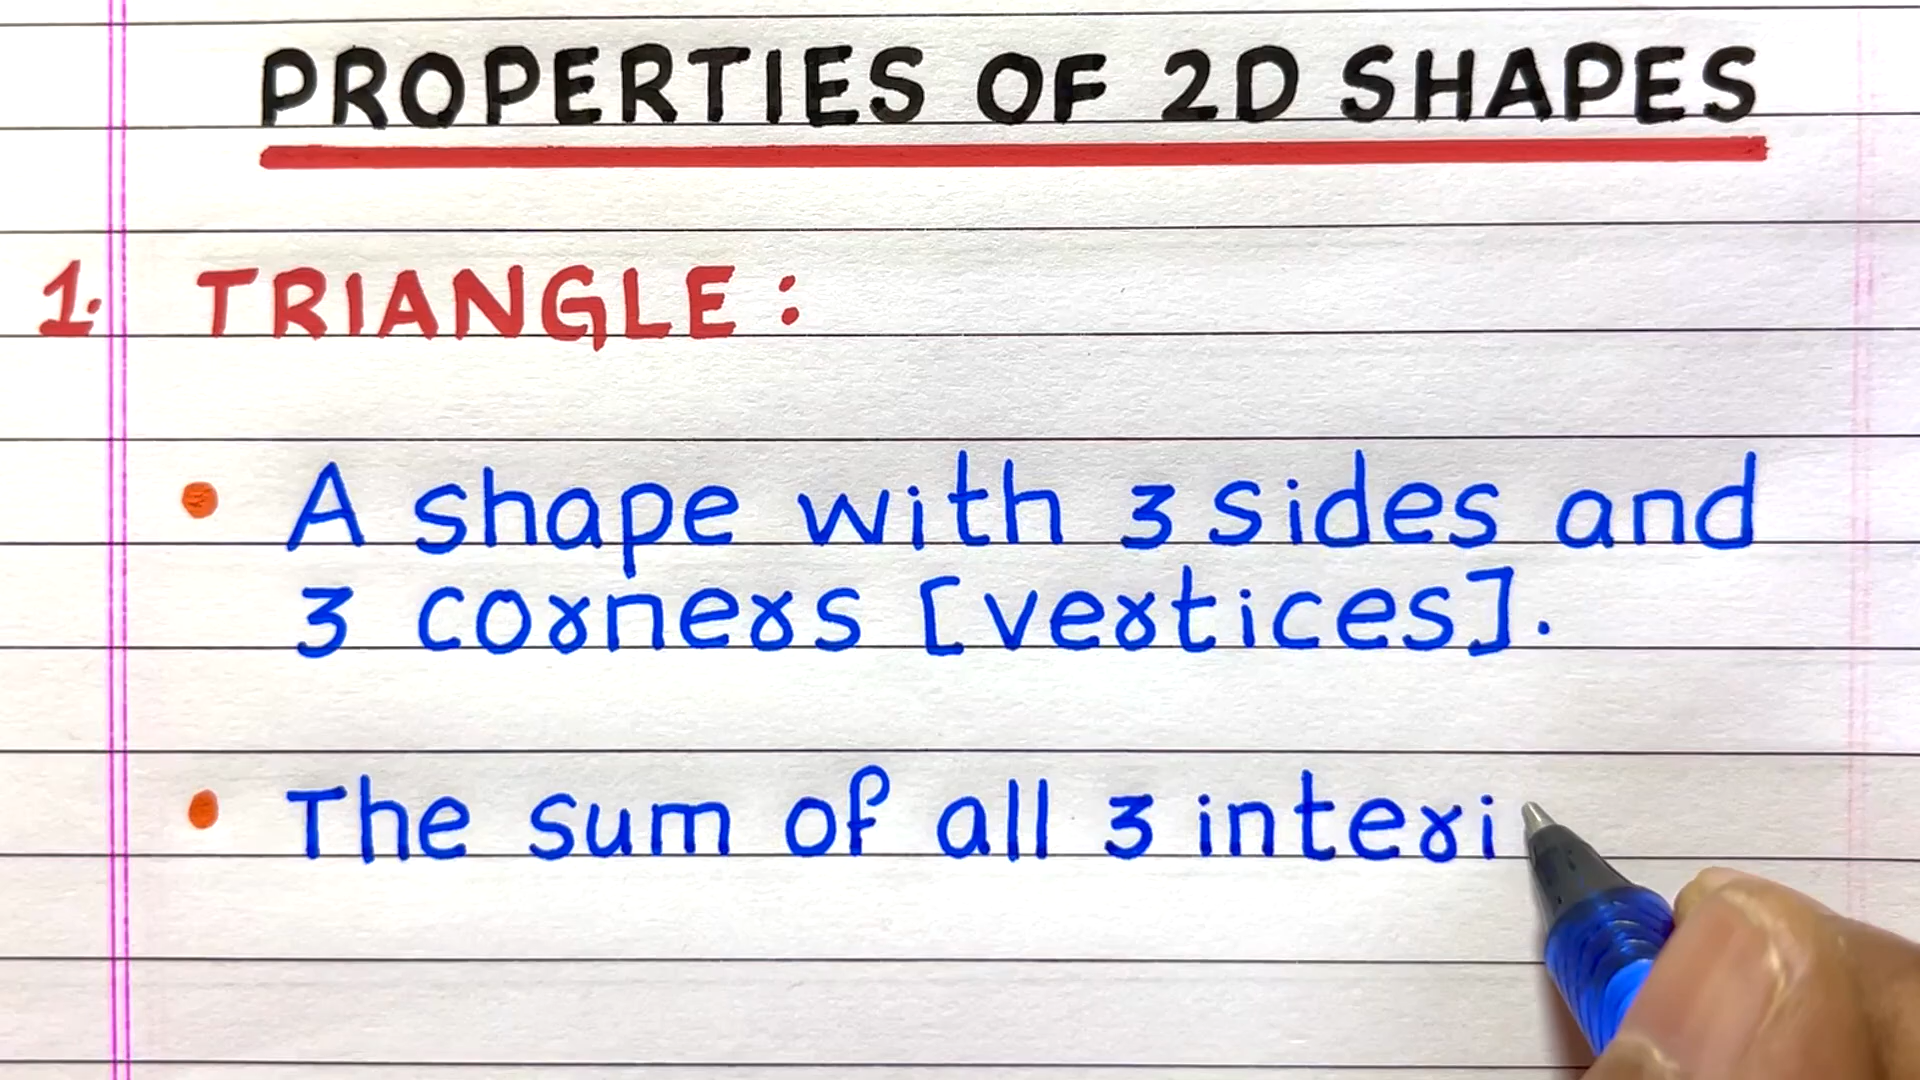 PROPERTIES OF 2D SHAPES
1. TRIANGLE :
• A shape with 3 sides and
3 corners [vertices].
• The sum of all 3 interi